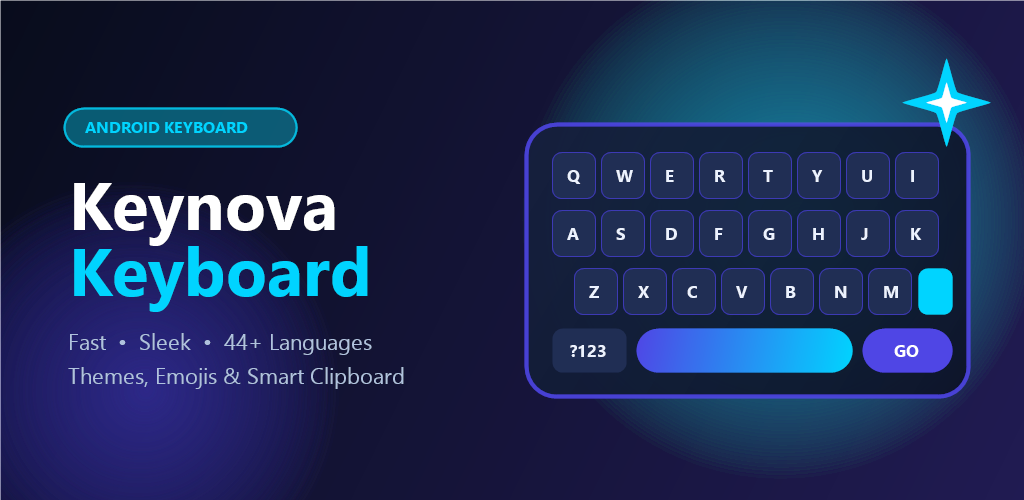 ANDROID KEYBOARD
Keynova
Keyboard
Fast • Sleek • 44+ Languages
Themes, Emojis & Smart Clipboard
Q W E R T Y U I
A S D F G H J K
Z X C V B N M
?123 GO